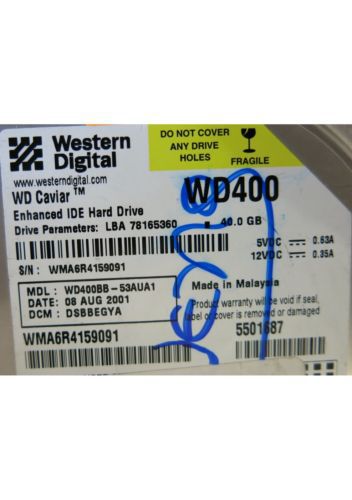 Western
Digital
DO NOT COVER
ANY DRIVE
HOLES
FRAGILE
www.westerndigital.com
WD Caviar™
Enhanced IDE Hard Drive
Drive Parameters: LBA 78165360
WD400
40.0 GB
5VDC 0.63A
12VDC 0.35A
S/N: WMA6R4159091
MDL: WD400BB-53AUA1
DATE: 08 AUG 2001
DCM: DSBBEGYA
Made in Malaysia
Product warranty will be void if seal,
label or cover is removed or damaged
WMA6R4159091
5501687